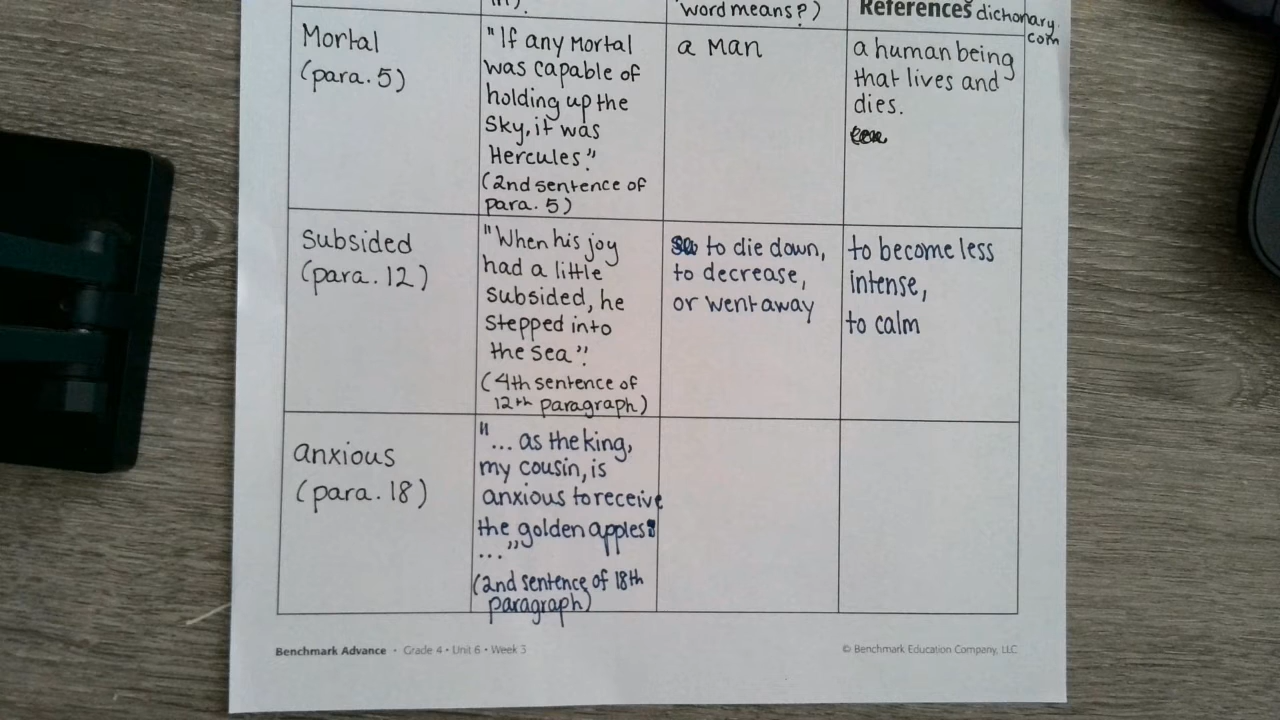 word means?)
References dictionary.
com
Mortal
(para. 5)
"If any Mortal
was capable of
holding up the
sky, it was
Hercules."
(2nd sentence of
para. 5)
a Man
a human being
that lives and
dies.
Subsided
(para. 12)
"When his joy
had a little
subsided, he
stepped into
the sea".
(4th sentence of
12th paragraph)
to die down,
to decrease,
or went away
to become less
intense,
to calm
anxious
(para. 18)
"... as the king,
my cousin, is
anxious to receive
the golden apples
..."
(2nd sentence of 18th
paragraph)
Benchmark Advance • Grade 4 • Unit 6 • Week 3
© Benchmark Education Company, LLC